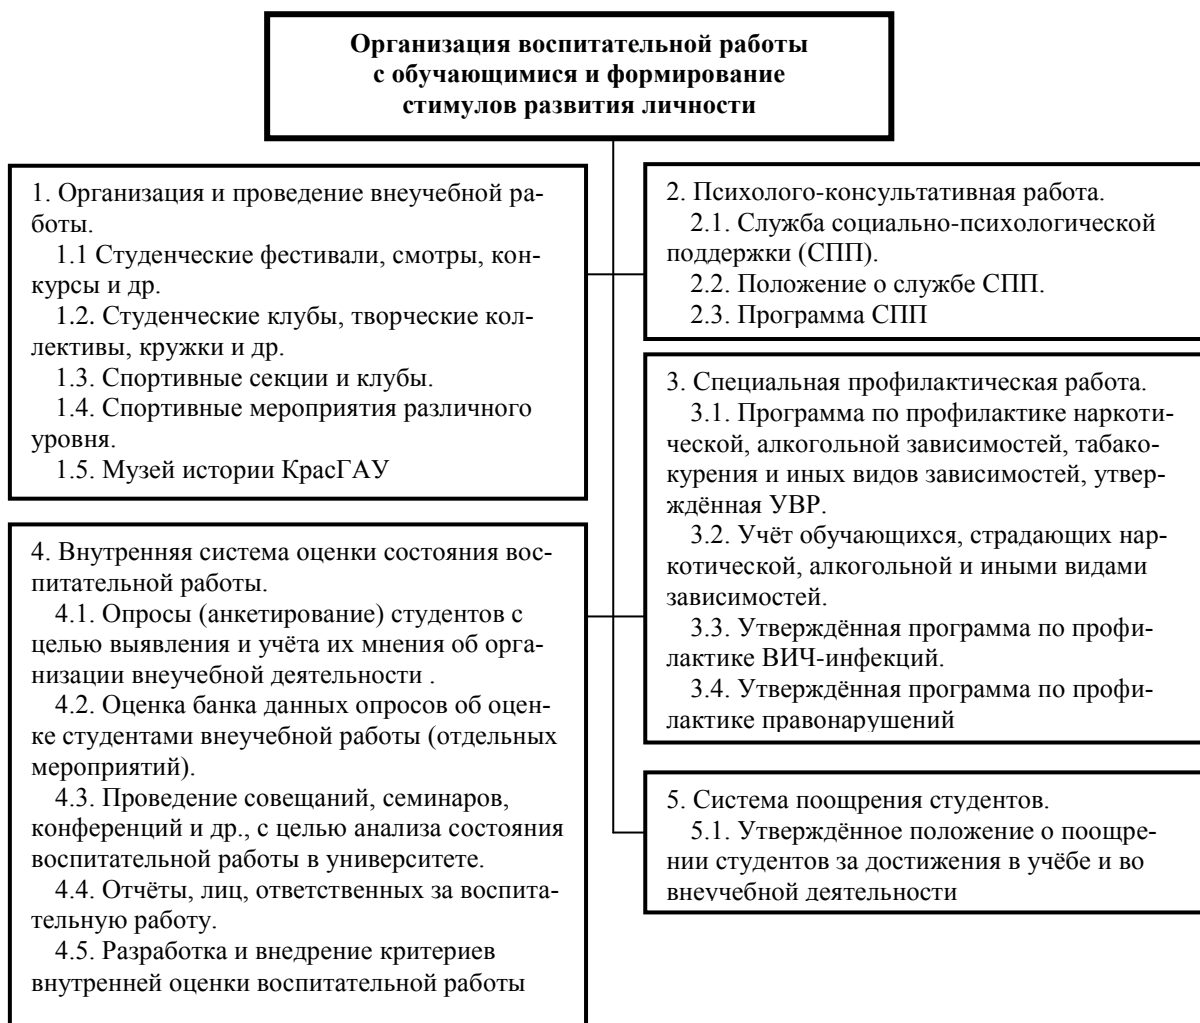 Организация воспитательной работы
с обучающимися и формирование
стимулов развития личности
1. Организация и проведение внеучебной ра-
боты.
1.1 Студенческие фестивали, смотры, кон-
курсы и др.
1.2. Студенческие клубы, творческие кол-
лективы, кружки и др.
1.3. Спортивные секции и клубы.
1.4. Спортивные мероприятия различного
уровня.
1.5. Музей истории КрасГАУ
2. Психолого-консультативная работа.
2.1. Служба социально-психологической
поддержки (СПП).
2.2. Положение о службе СПП.
2.3. Программа СПП
3. Специальная профилактическая работа.
3.1. Программа по профилактике наркоти-
ческой, алкогольной зависимостей, табако-
курения и иных видов зависимостей, утвер-
ждённая УВР.
3.2. Учёт обучающихся, страдающих нар-
котической, алкогольной и иными видами
зависимостей.
3.3. Утверждённая программа по профи-
лактике ВИЧ-инфекций.
3.4. Утверждённая программа по профи-
лактике правонарушений
4. Внутренняя система оценки состояния вос-
питательной работы.
4.1. Опросы (анкетирование) студентов с
целью выявления и учёта их мнения об орга-
низации внеучебной деятельности .
4.2. Оценка банка данных опросов об оцен-
ке студентами внеучебной работы (отдельных
мероприятий).
4.3. Проведение совещаний, семинаров,
конференций и др., с целью анализа состояния
воспитательной работы в университете.
4.4. Отчёты, лиц, ответственных за воспита-
тельную работу.
4.5. Разработка и внедрение критериев
внутренней оценки воспитательной работы
5. Система поощрения студентов.
5.1. Утверждённое положение о поощре-
нии студентов за достижения в учёбе и во
внеучебной деятельности